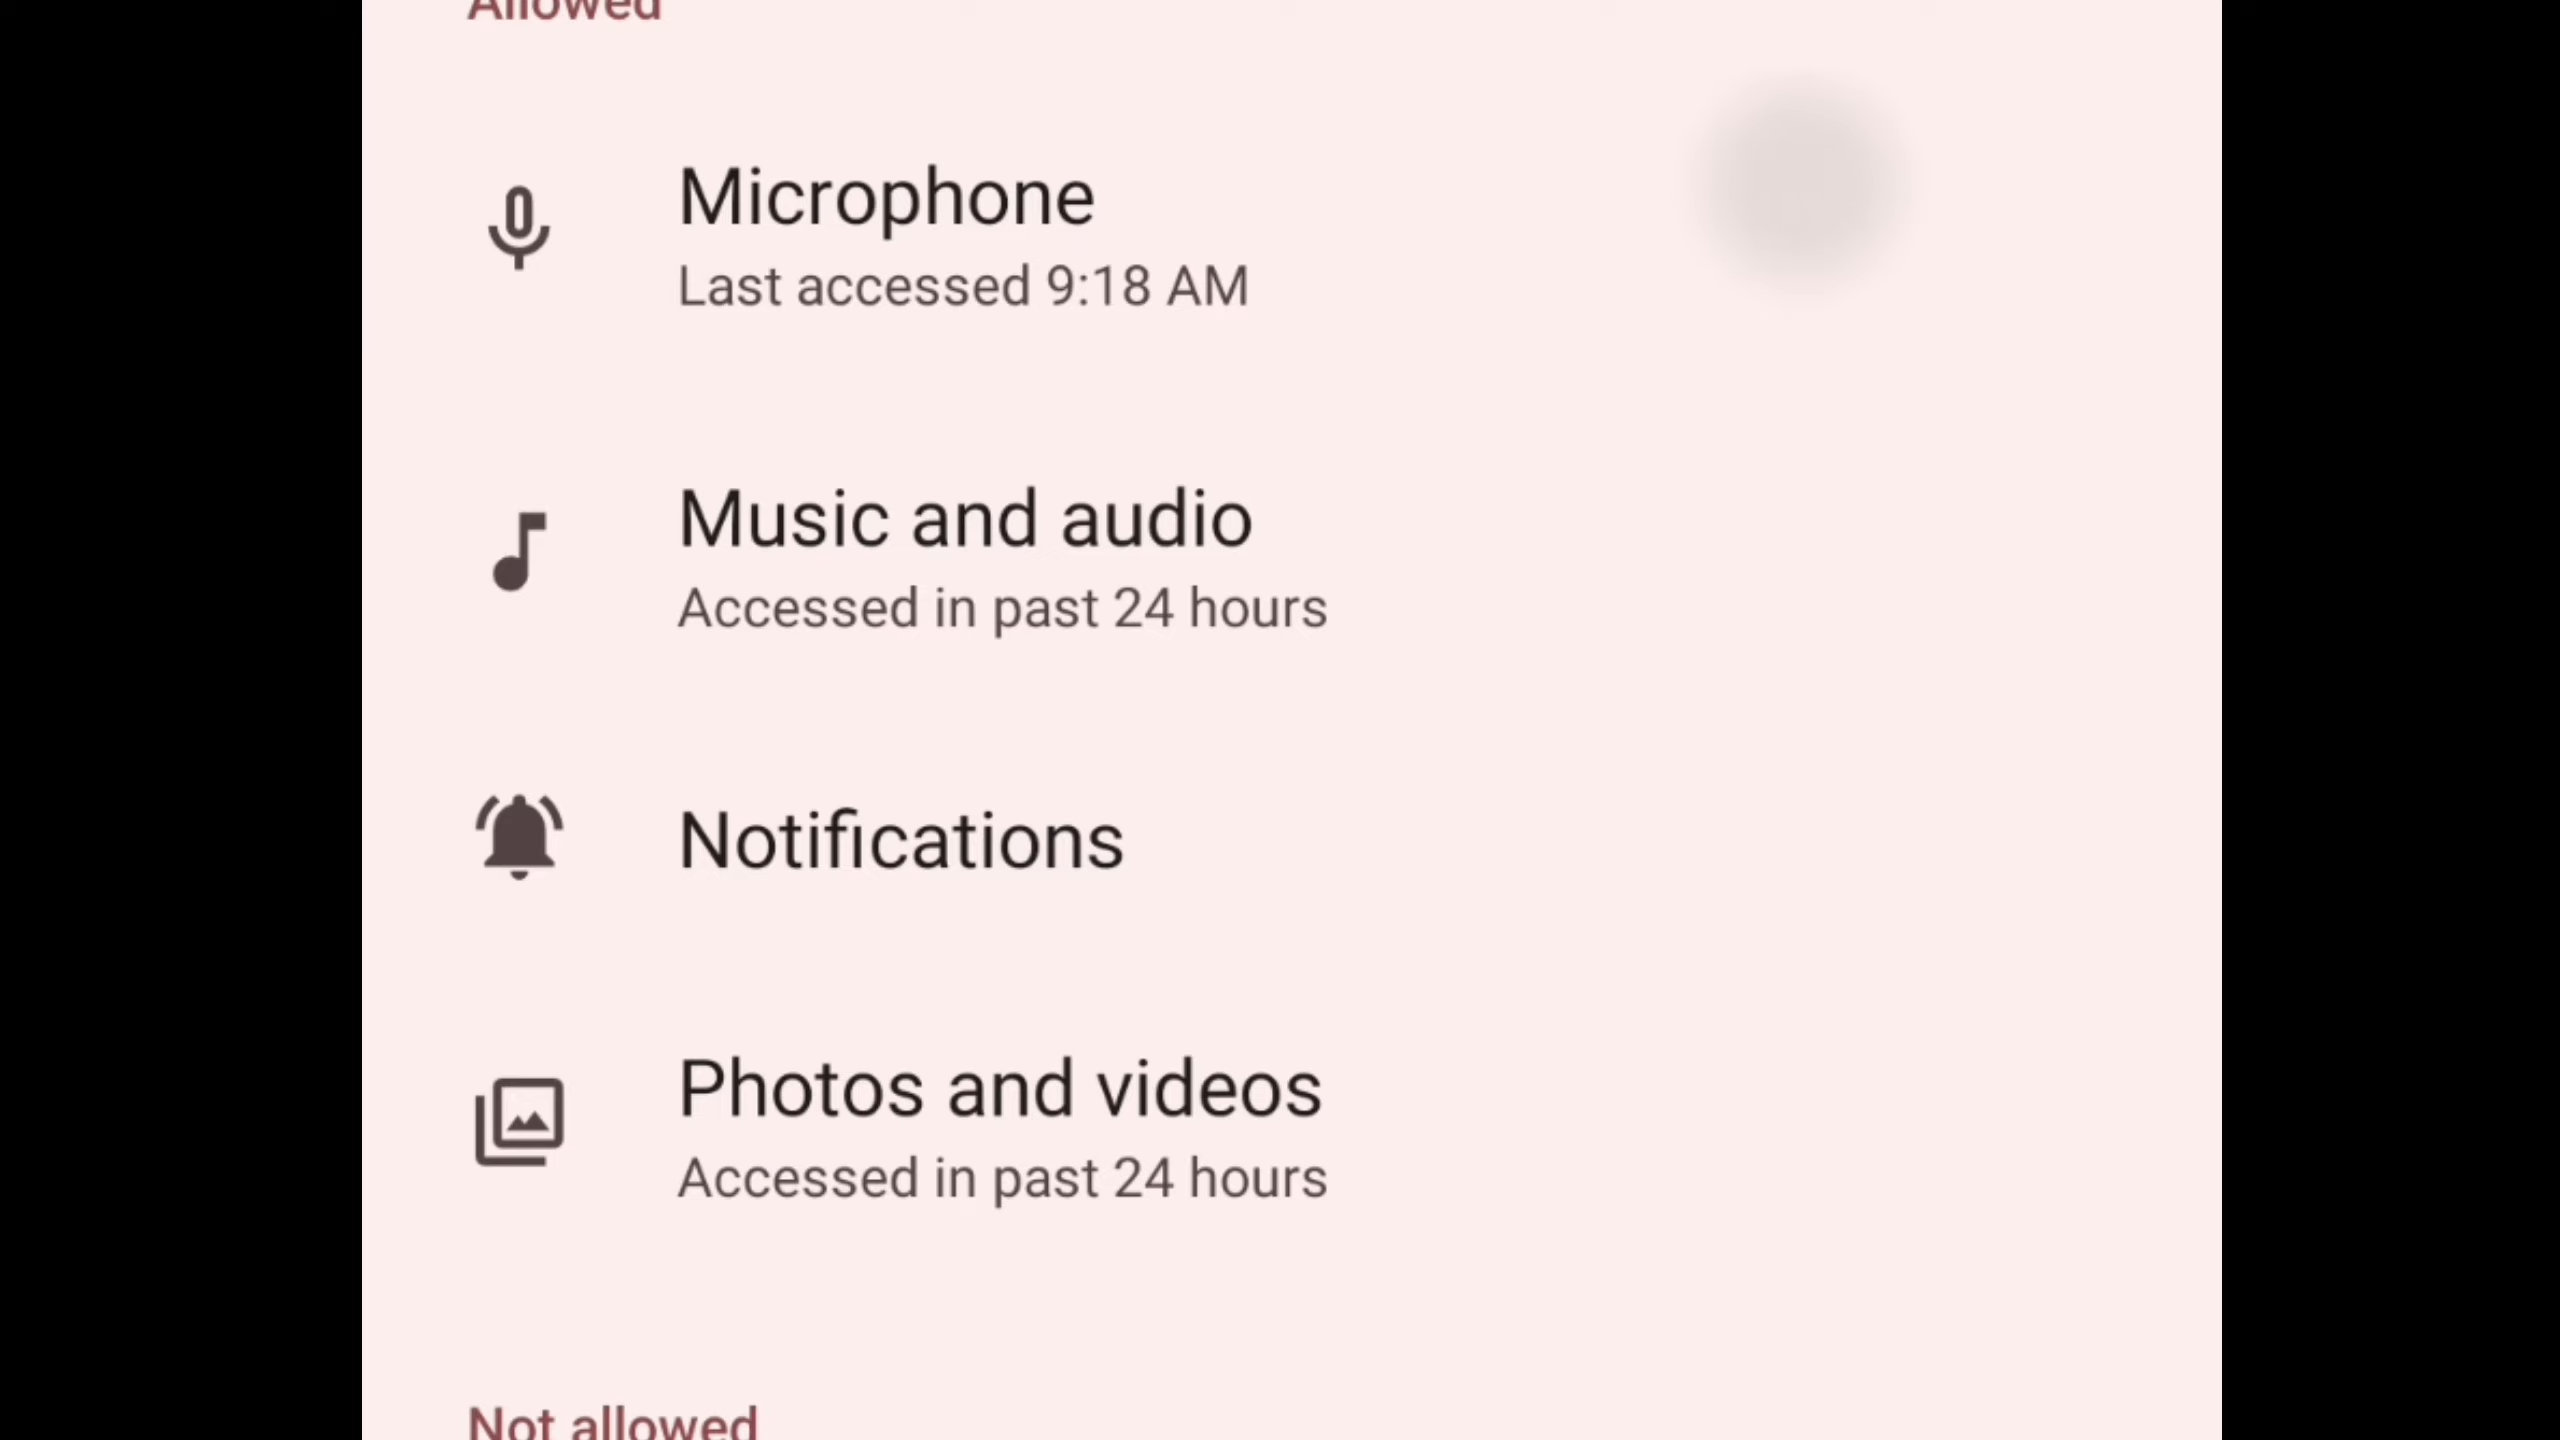 Allowed
Microphone
Last accessed 9:18 AM
Music and audio
Accessed in past 24 hours
Notifications
Photos and videos
Accessed in past 24 hours
Not allowed